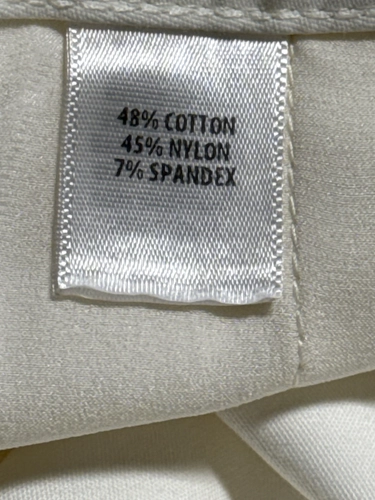 48% COTTON
45% NYLON
7% SPANDEX